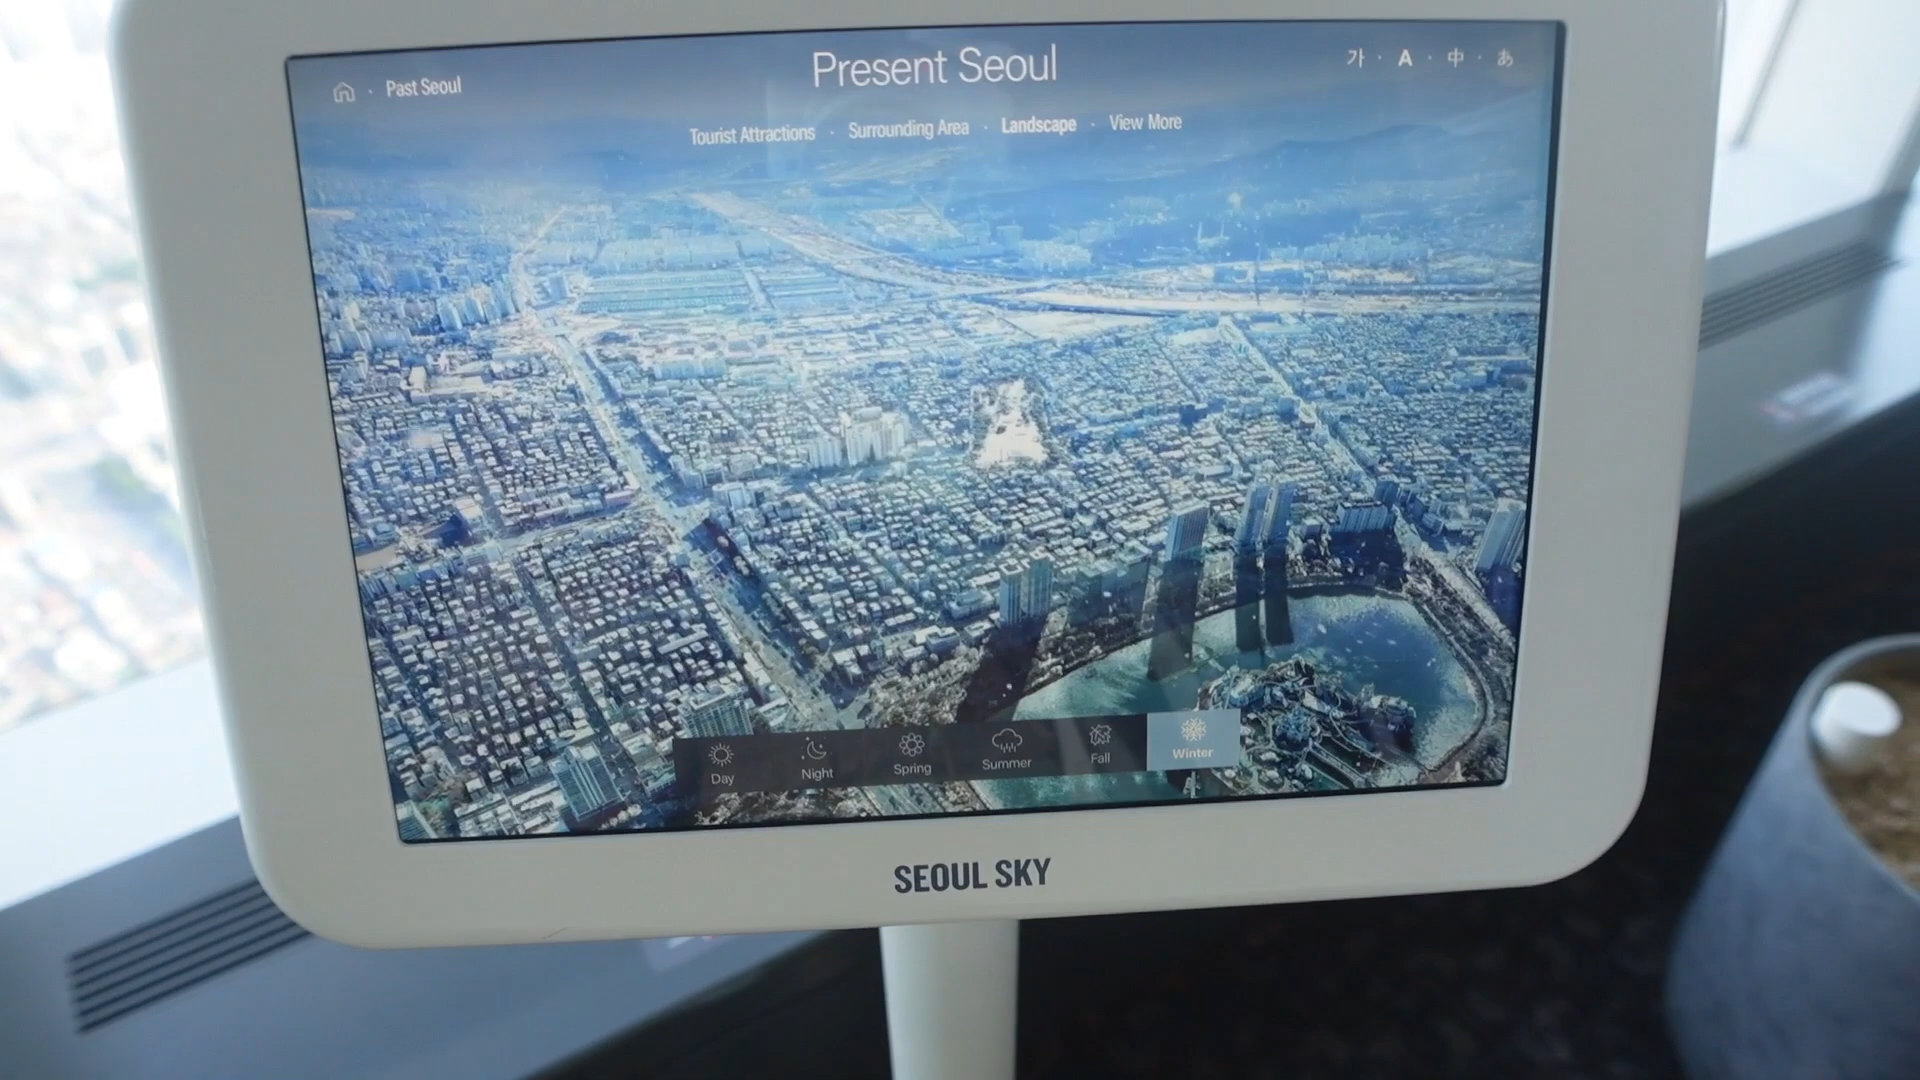 Past Seoul
Present Seoul
가 · A · 中 · あ
Tourist Attractions · Surrounding Area · Landscape · View More
Day
Night
Spring
Summer
Fall
Winter
SEOUL SKY